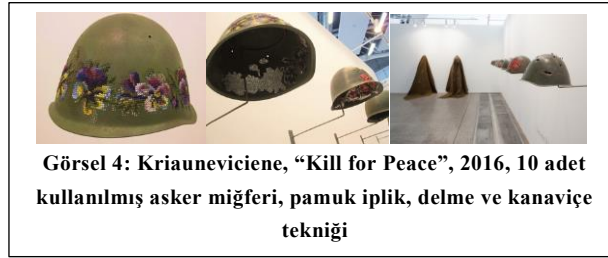 Görsel 4: Kriauneviciene, “Kill for Peace”, 2016, 10 adet
kullanılmış asker miğferi, pamuk iplik, delme ve kanaviçe
tekniği